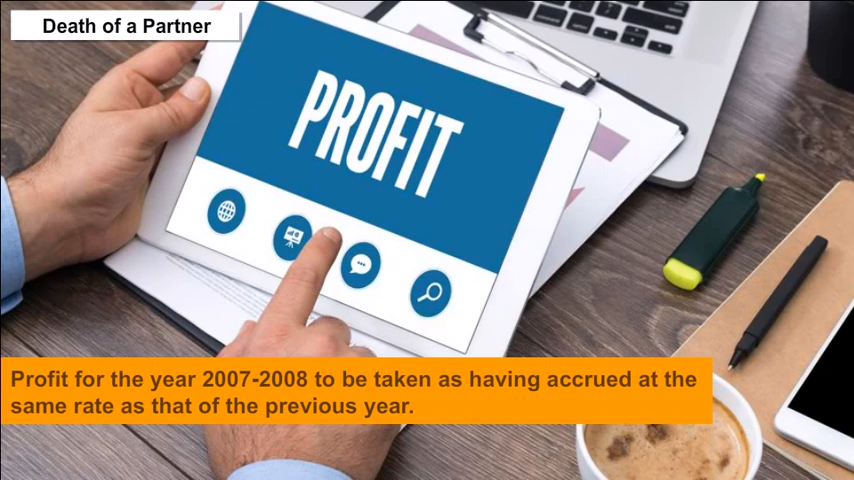 Death of a Partner
PROFIT
Profit for the year 2007-2008 to be taken as having accrued at the
same rate as that of the previous year.